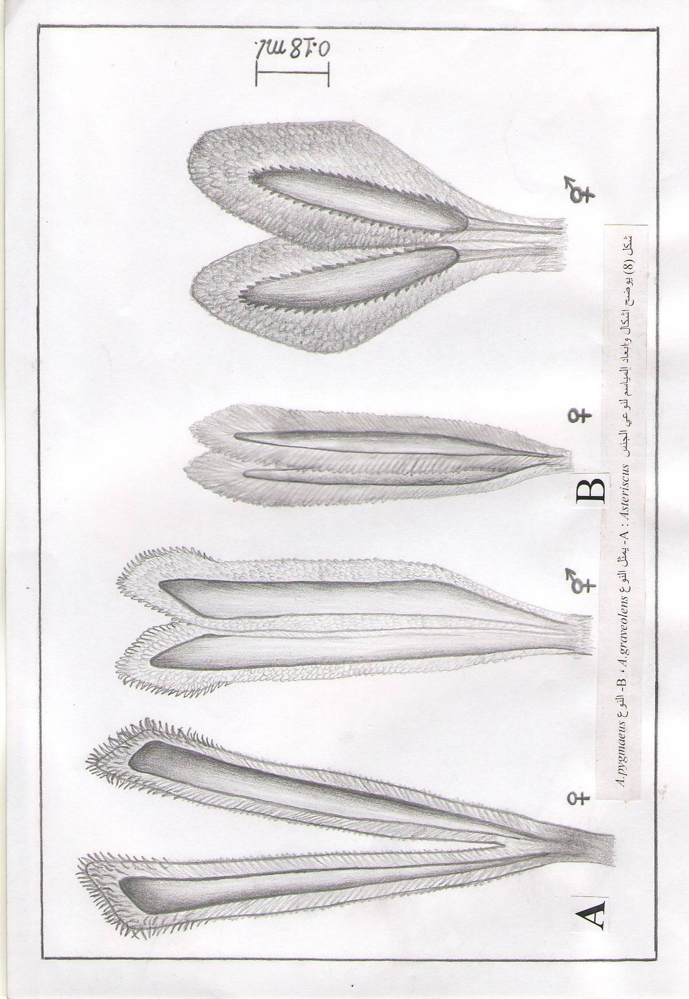 0.18 ml.
⚥
♀
B
⚥
♀
A
شكل (8) يوضح اشكال وابعاد المياسم لنوعي الجنس Asteriscus : A- يمثل النوع A.graveolens ، B- النوع A.pygmaeus